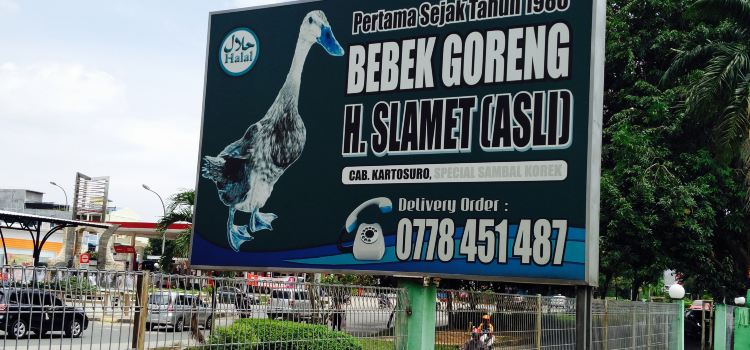 Pertama Sejak Tahun 1986
حلال
Halal
BEBEK GORENG
H. SLAMET (ASLI)
CAB. KARTOSURO, SPECIAL SAMBAL KOREK
Delivery Order :
0778 451 487